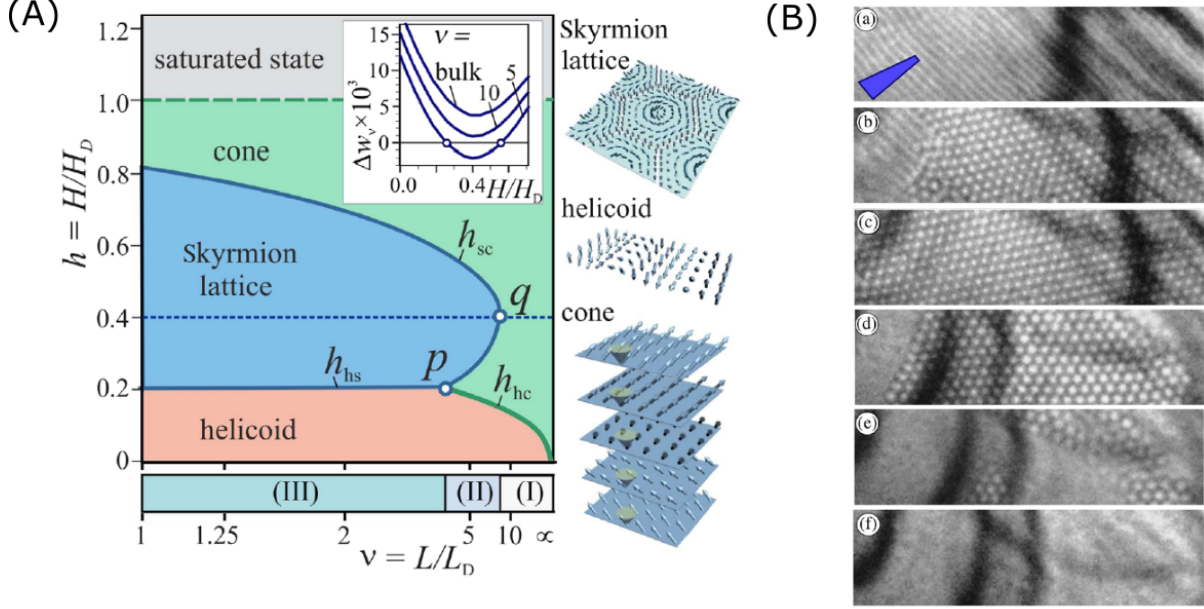 (A)
1.2
1.0
0.8
0.6
0.4
0.2
0
h = H/H_D
saturated state
cone
Skyrmion
lattice
helicoid
h_sc
q
p
h_hs
h_hc
15
10
5
0
Δw_ν × 10³
ν =
bulk
10
5
0.0
0.4
H/H_D
(III)
(II)
(I)
1
1.25
2
5
10
∝
ν = L/L_D
Skyrmion
lattice
helicoid
cone
(B)
(a)
(b)
(c)
(d)
(e)
(f)